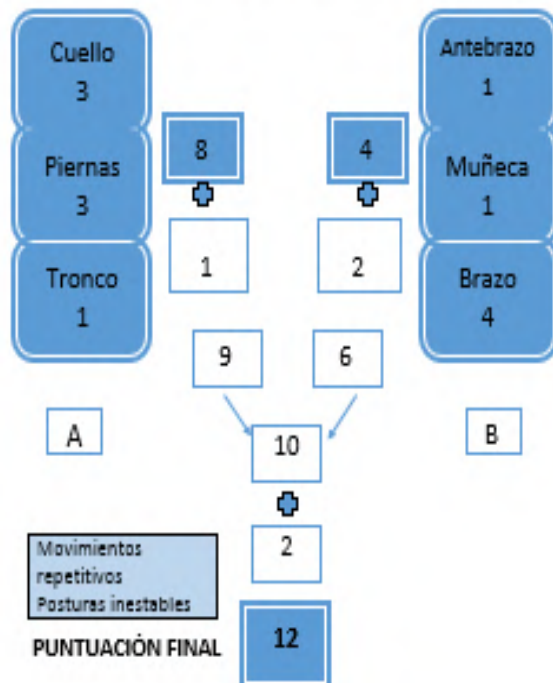 Cuello
3
Piernas
3
Tronco
1
8
1
4
2
Antebrazo
1
Muñeca
1
Brazo
4
9
6
A
B
10
2
Movimientos
repetitivos
Posturas inestables
PUNTUACIÓN FINAL
12